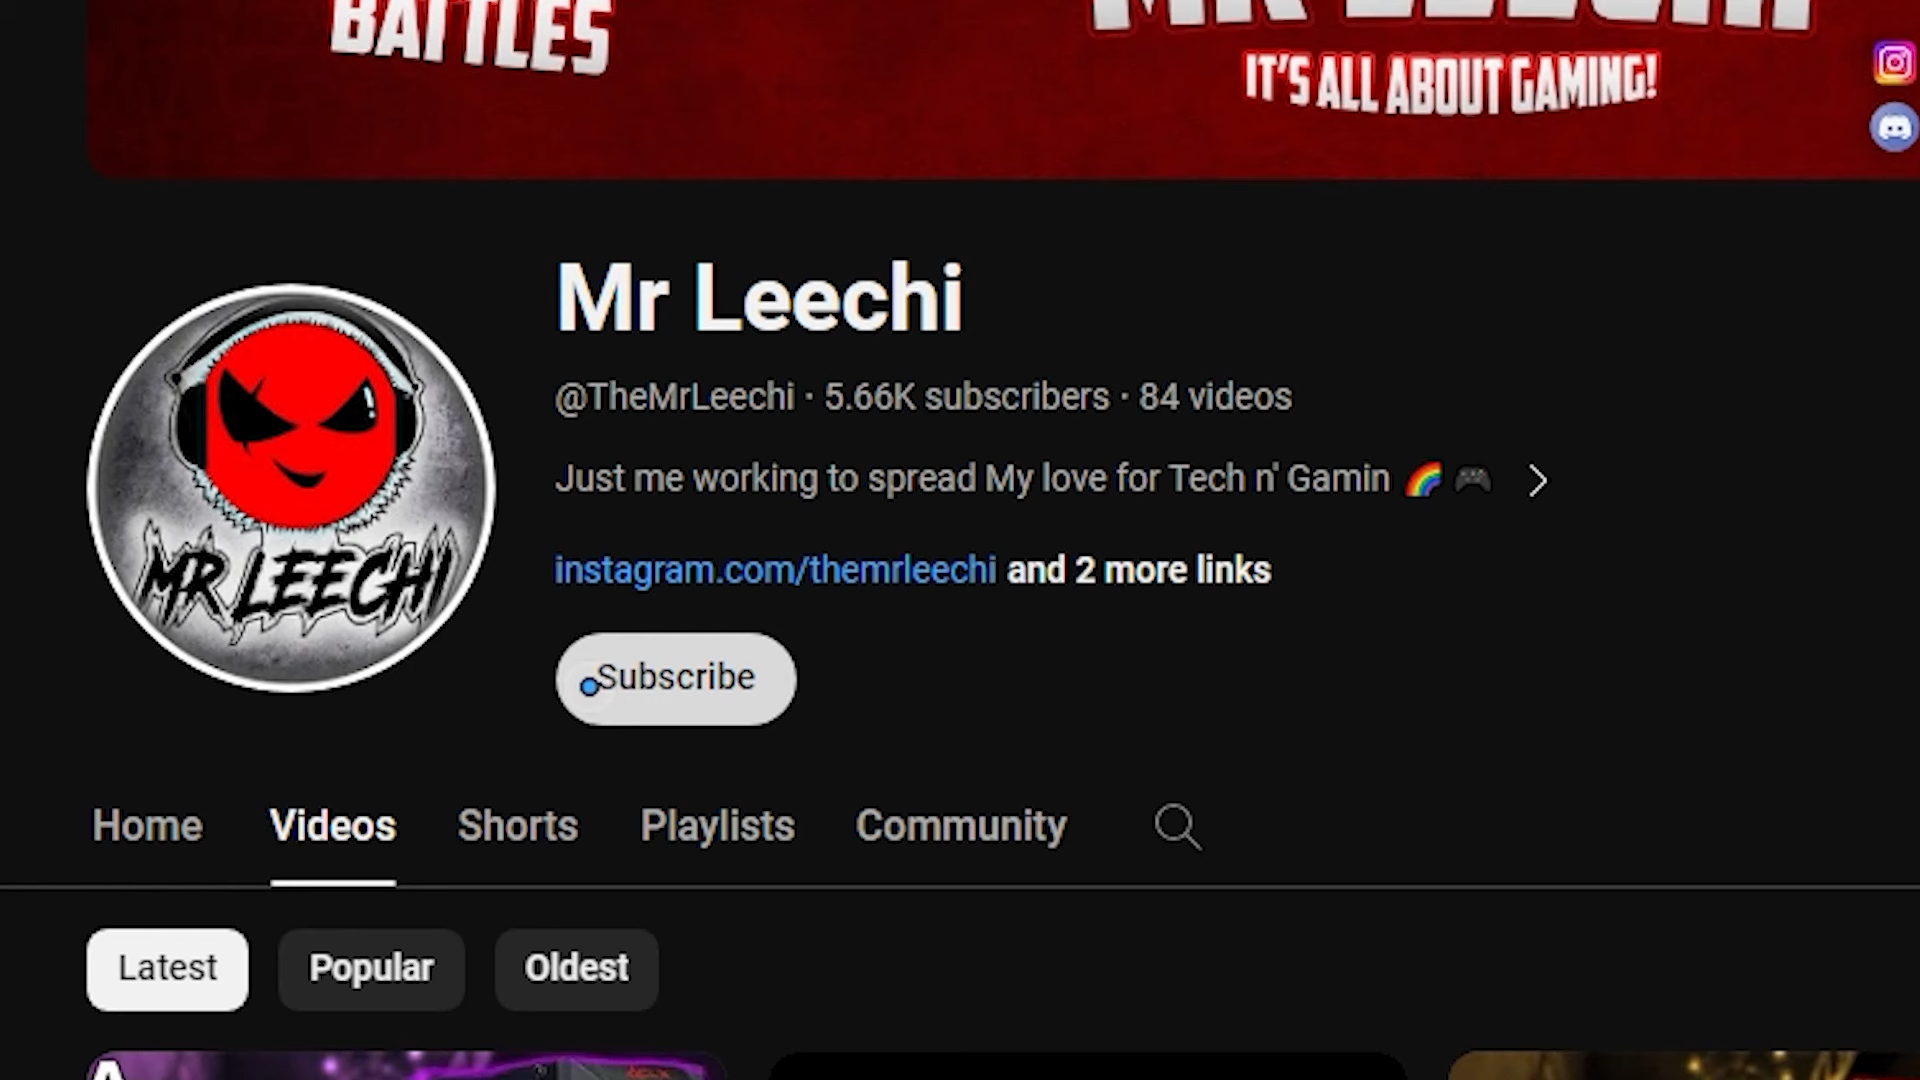 BATTLES
MR LEECHI
IT'S ALL ABOUT GAMING!
Mr Leechi
@TheMrLeechi · 5.66K subscribers · 84 videos
Just me working to spread My love for Tech n' Gamin 🌈 🎮
instagram.com/themrleechi and 2 more links
MR LEECHI
Subscribe
Home Videos Shorts Playlists Community
Latest Popular Oldest